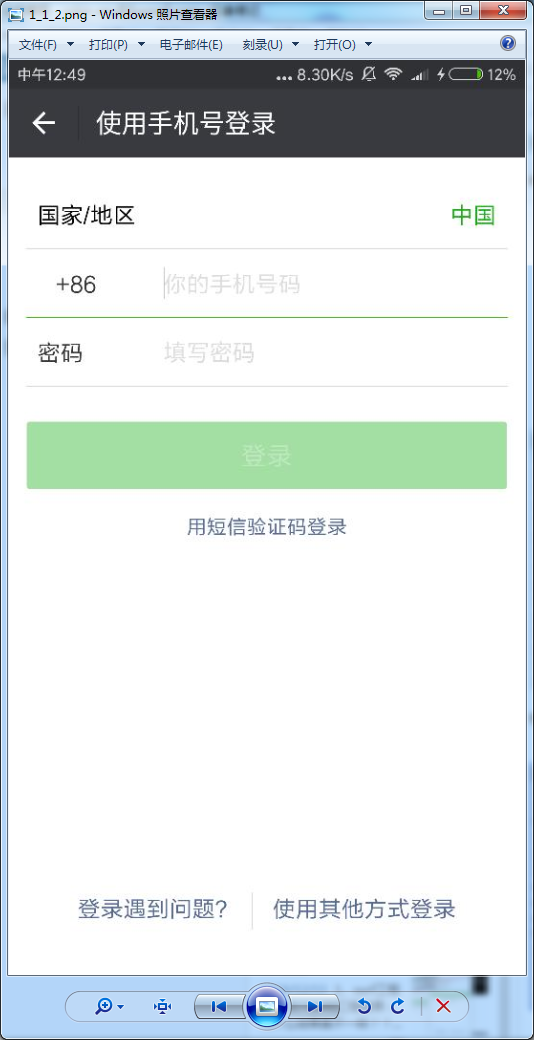 1_1_2.png - Windows 照片查看器
文件(F) 打印(P) 电子邮件(E) 刻录(U) 打开(O)
中午12:49 ... 8.30K/s 12%
使用手机号登录
国家/地区 中国
+86 你的手机号码
密码 填写密码
登录
用短信验证码登录
登录遇到问题? 使用其他方式登录